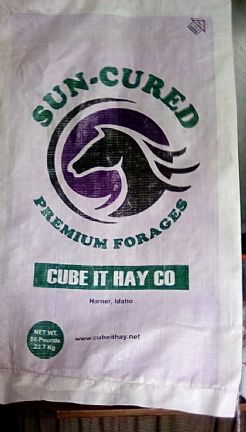 SUN-CURED
PREMIUM FORAGES
CUBE IT HAY CO
Hamer, Idaho
NET WT.
50 Pounds
22.7 Kg
www.cubeithay.net